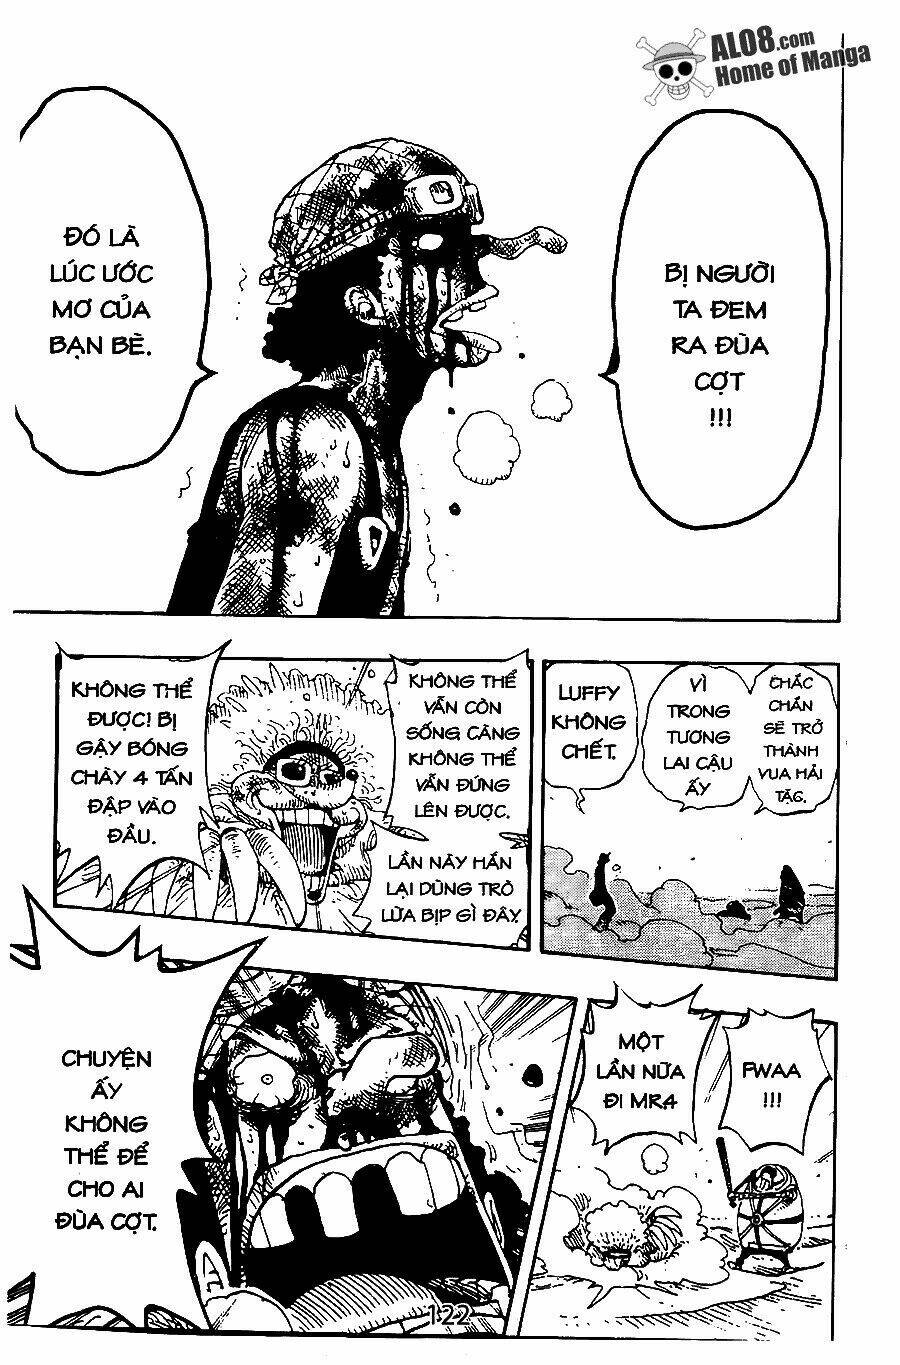 AL08.com
Home of Manga
BỊ NGƯỜI
TA ĐEM
RA ĐÙA
CỢT
!!!
ĐÓ LÀ
LÚC ƯỚC
MƠ CỦA
BẠN BÈ.
CHẮC
CHẮN
SẼ TRỞ
THÀNH
VUA HẢI
TẶC.
VÌ
TRONG
TƯƠNG
LAI CẬU
ẤY
LUFFY
KHÔNG
CHẾT.
KHÔNG THỂ
VẪN CÒN
SỐNG, CÀNG
KHÔNG THỂ
VẪN ĐỨNG
LÊN ĐƯỢC.
LẦN NÀY HẮN
LẠI DÙNG TRÒ
LỪA BỊP GÌ ĐÂY.
KHÔNG THỂ
ĐƯỢC! BỊ
GẬY BÓNG
CHÀY 4 TẤN
ĐẬP VÀO
ĐẦU.
FWAA
!!!
MỘT
LẦN NỮA
ĐI MR4
CHUYỆN
ẤY
KHÔNG
THỂ ĐỂ
CHO AI
ĐÙA CỢT.
122